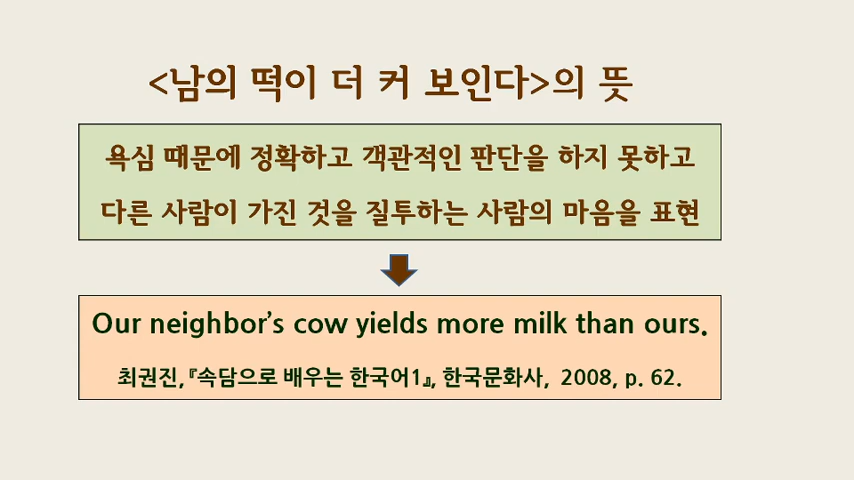 <남의 떡이 더 커 보인다>의 뜻
욕심 때문에 정확하고 객관적인 판단을 하지 못하고
다른 사람이 가진 것을 질투하는 사람의 마음을 표현
Our neighbor’s cow yields more milk than ours.
최권진, 『속담으로 배우는 한국어1』, 한국문화사, 2008, p. 62.